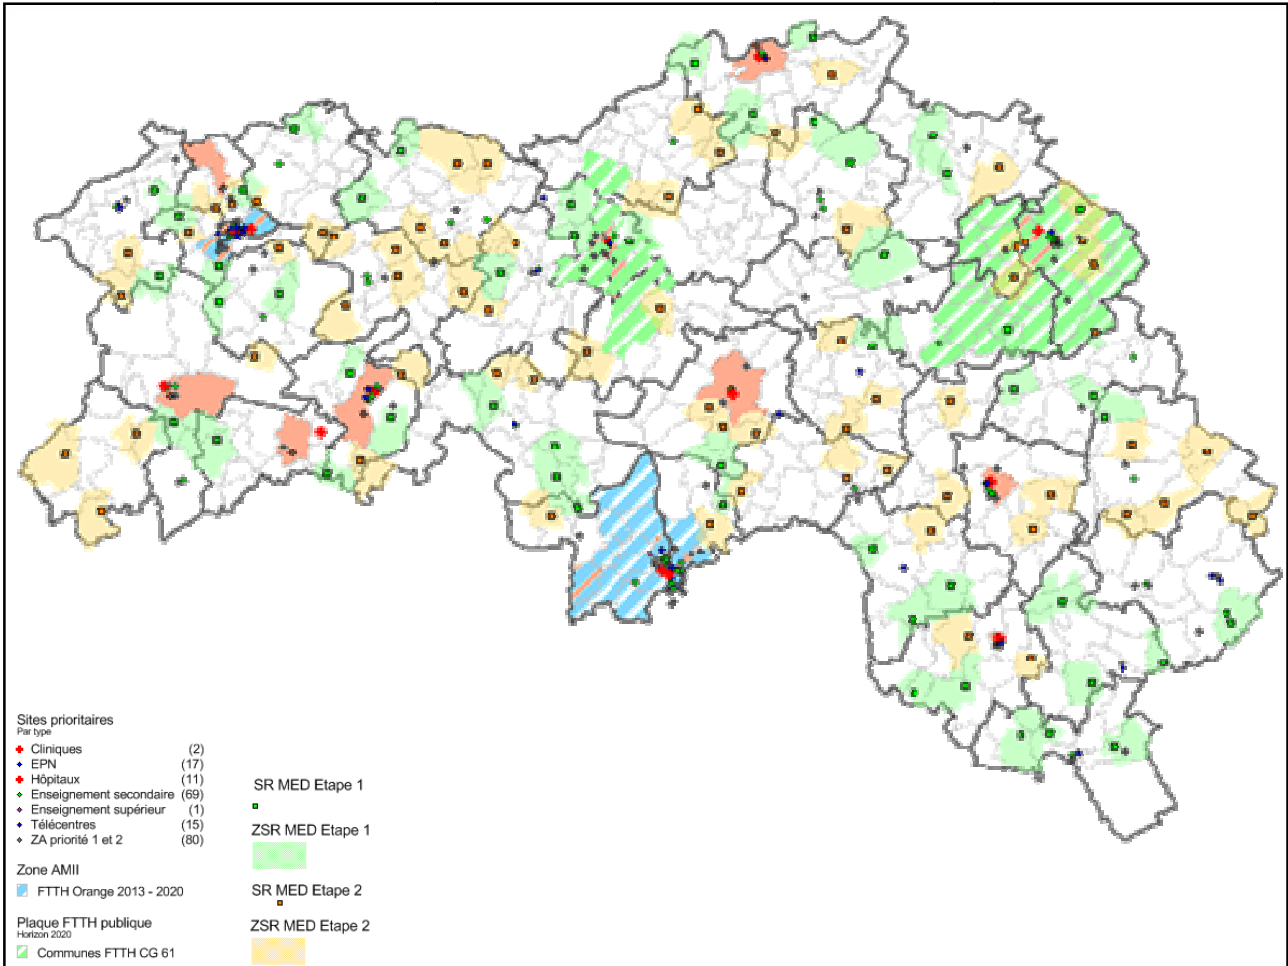 Sites prioritaires
Par type
Cliniques (2)
EPN (17)
Hôpitaux (11)
Enseignement secondaire (69)
Enseignement supérieur (1)
Télécentres (15)
ZA priorité 1 et 2 (80)
Zone AMII
FTTH Orange 2013 - 2020
Plaque FTTH publique
Horizon 2020
Communes FTTH CG 61
SR MED Etape 1
ZSR MED Etape 1
SR MED Etape 2
ZSR MED Etape 2